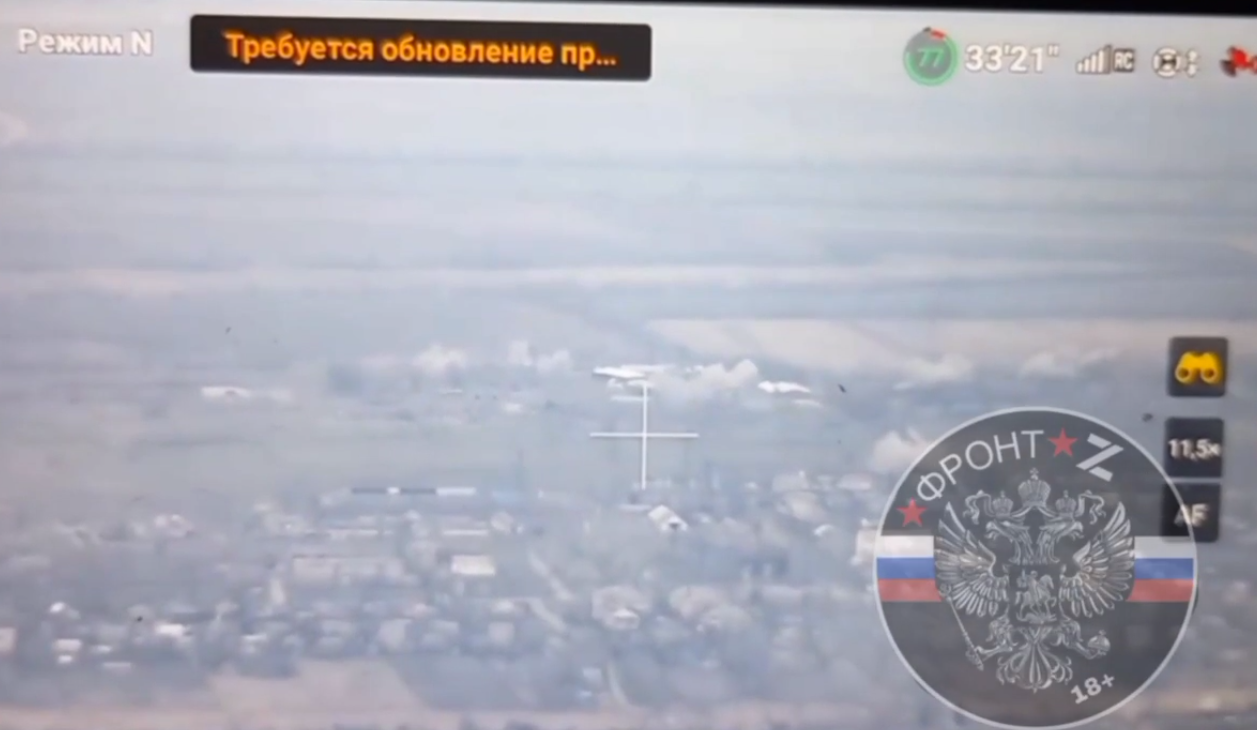 Режим N
Требуется обновление пр...
77
33'21"
RC
H
11,5x
AF
ФРОНТ Z
18+